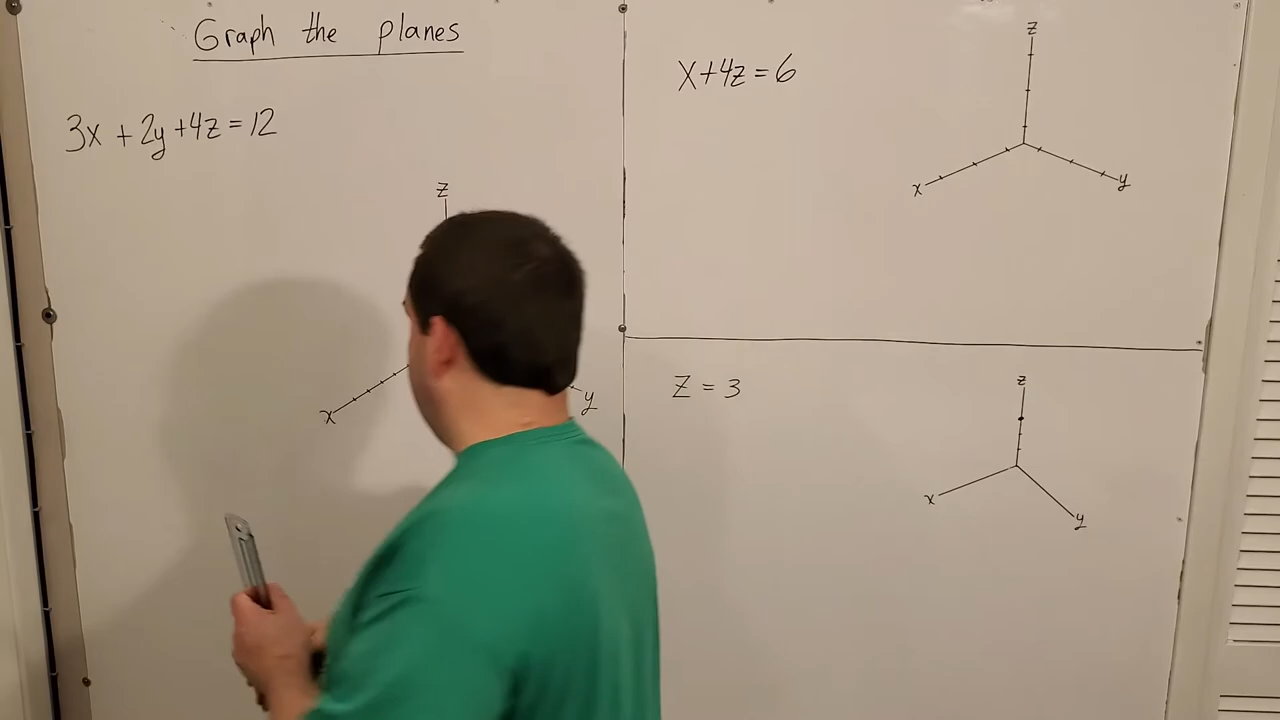 Graph the planes
3x + 2y + 4z = 12
z
x
y
x + 4z = 6
z
x
y
z = 3
z
x
y